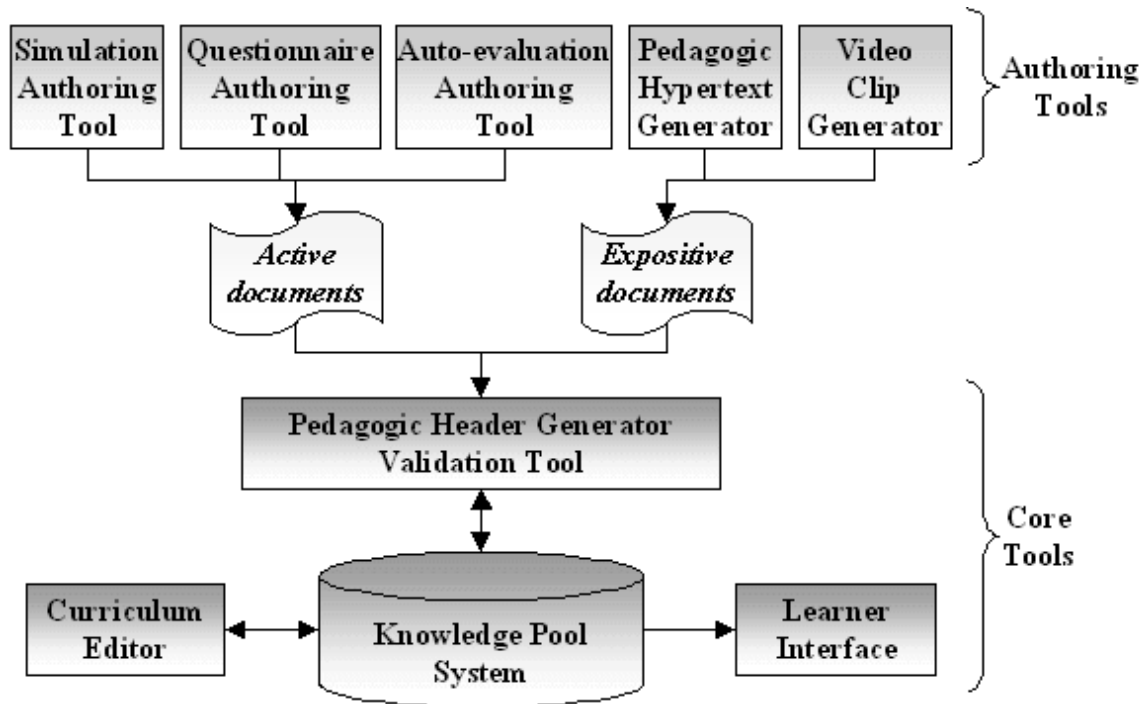 Simulation
Authoring
Tool
Questionnaire
Authoring
Tool
Auto-evaluation
Authoring
Tool
Pedagogic
Hypertext
Generator
Video
Clip
Generator
Authoring
Tools
Active
documents
Expositive
documents
Pedagogic Header Generator
Validation Tool
Core
Tools
Curriculum
Editor
Knowledge Pool
System
Learner
Interface